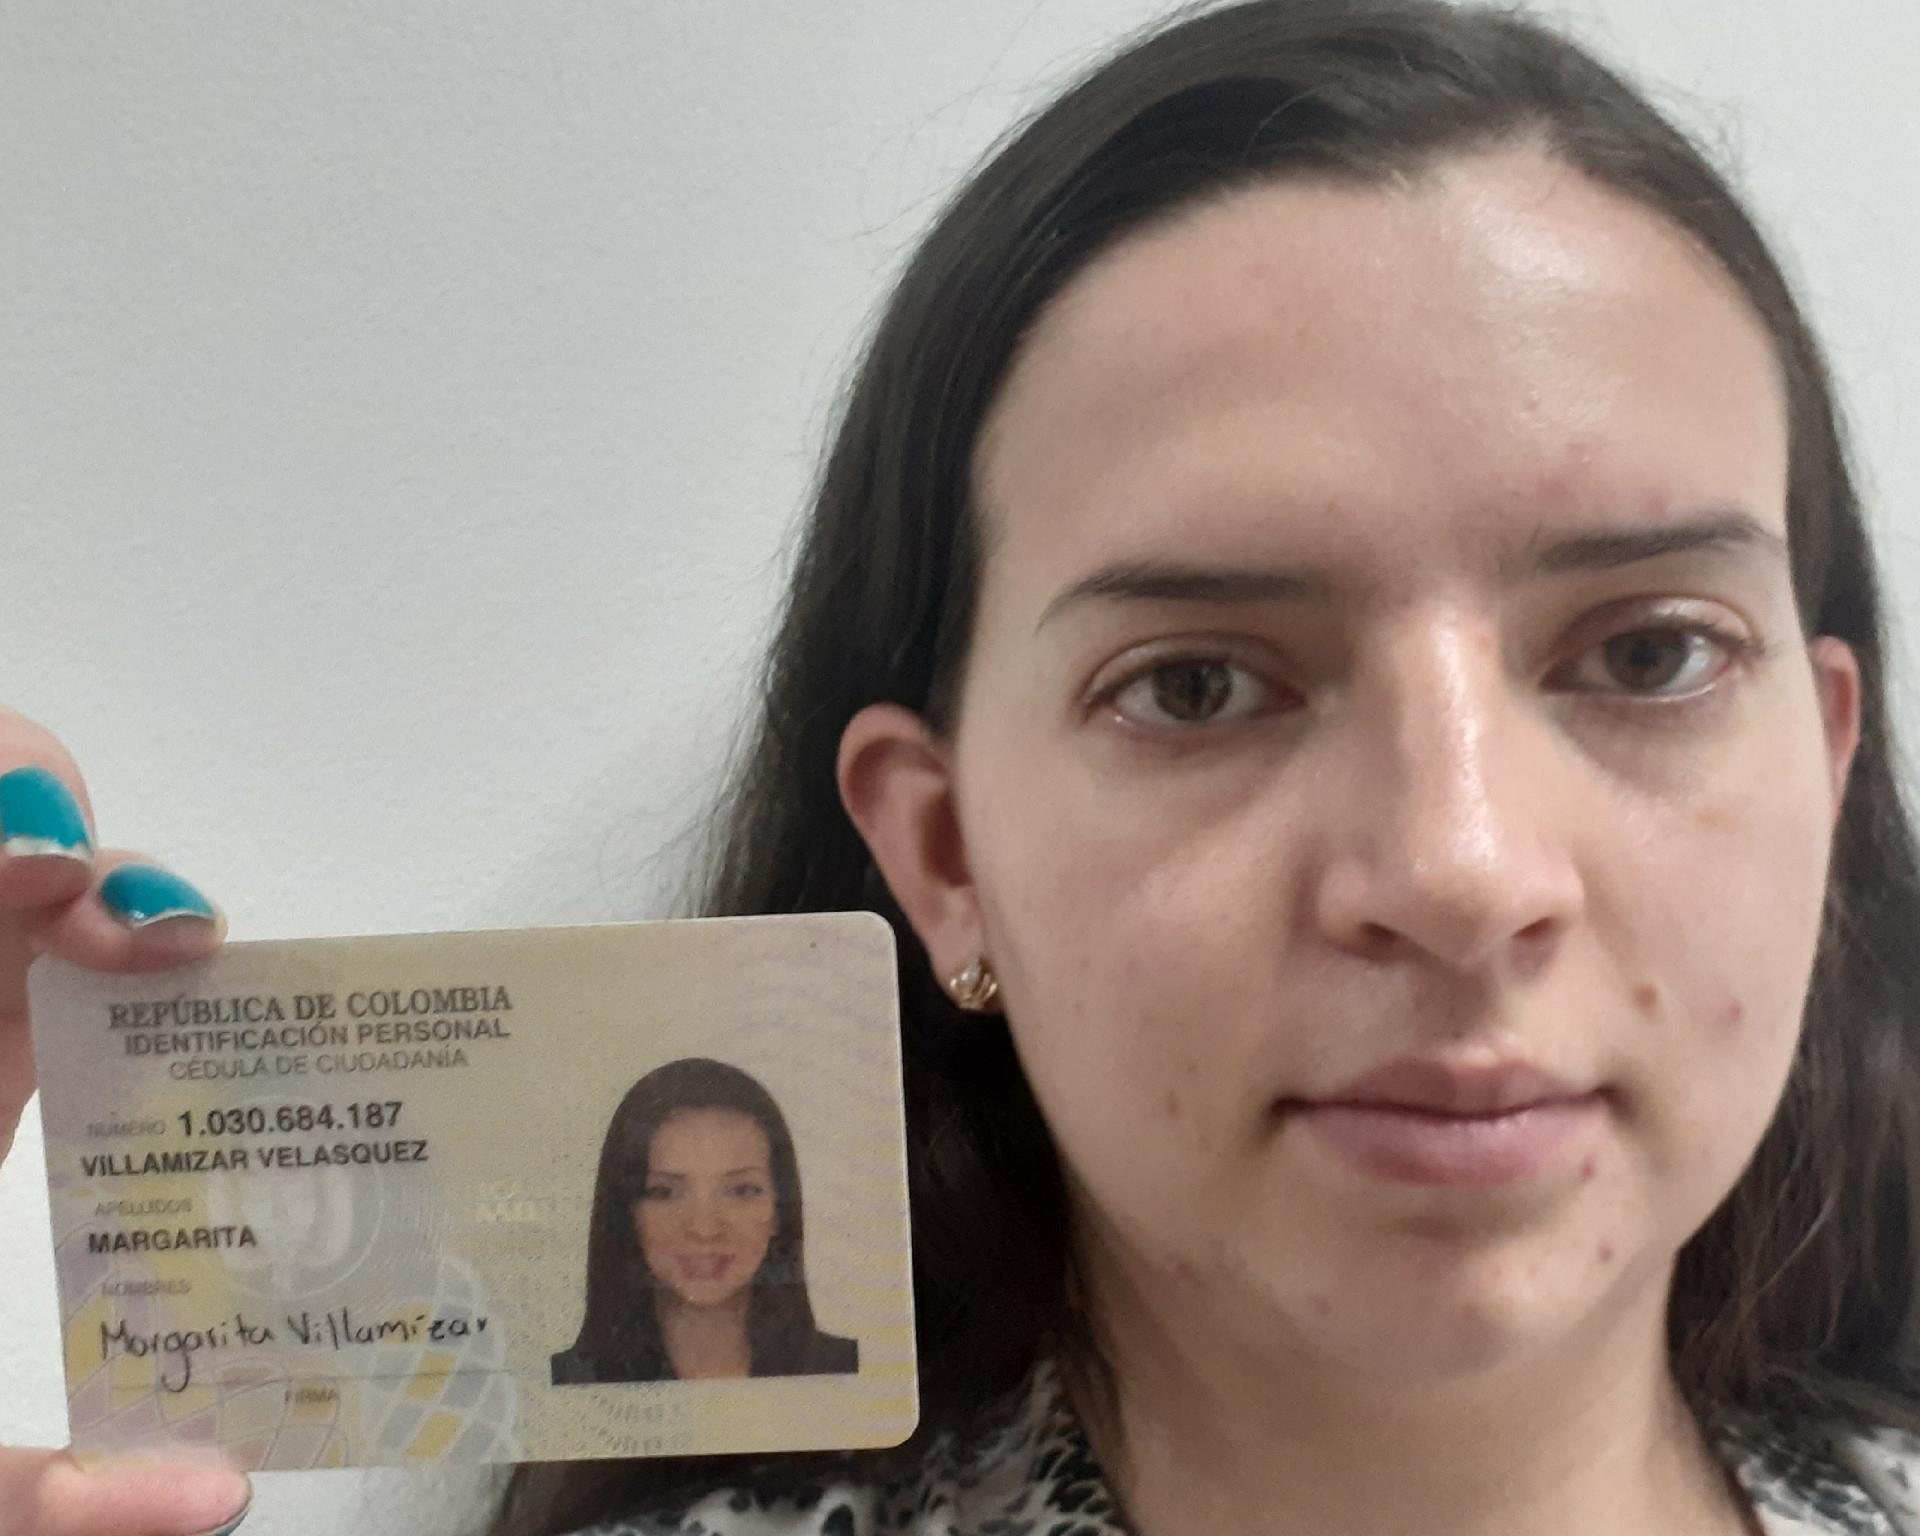 REPÚBLICA DE COLOMBIA
IDENTIFICACIÓN PERSONAL
CÉDULA DE CIUDADANÍA
NÚMERO 1.030.684.187
VILLAMIZAR VELASQUEZ
APELLIDOS
MARGARITA
NOMBRES
Margarita Villamizar
FIRMA